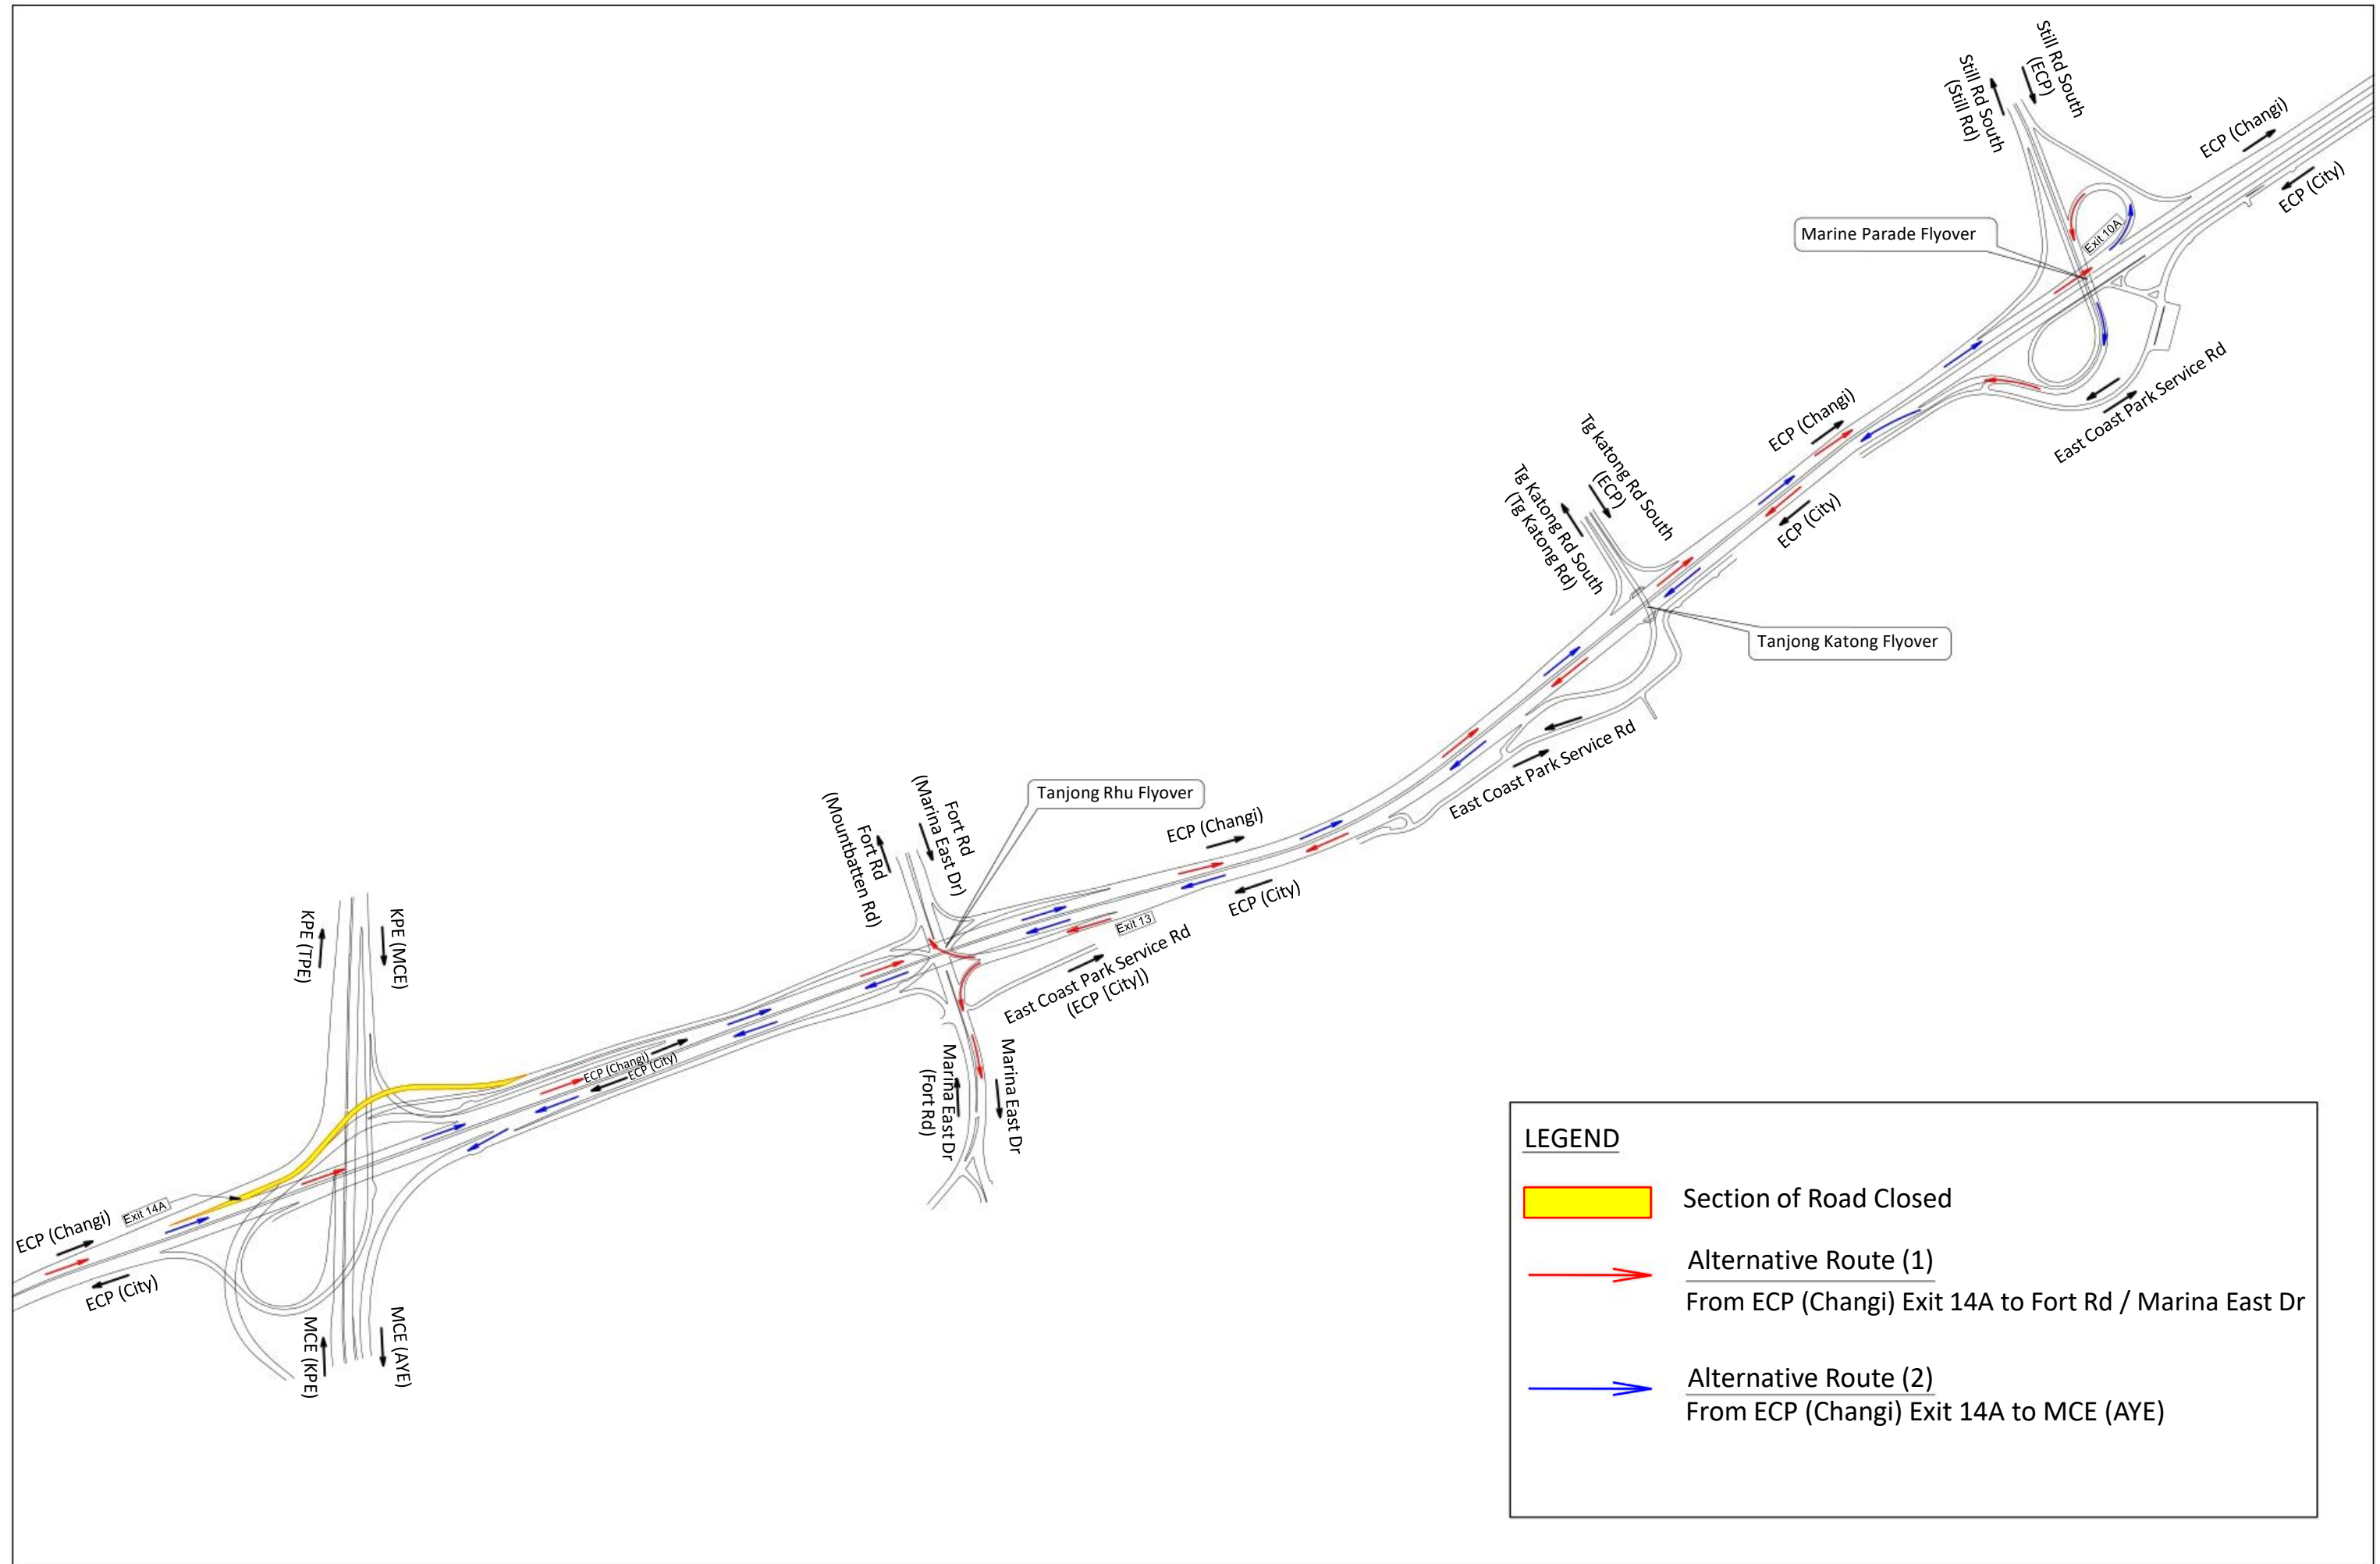 Still Rd South
(ECP)
Still Rd South
(Still Rd)
ECP (Changi)
ECP (City)
Marine Parade Flyover
Exit 10A
East Coast Park Service Rd
ECP (Changi)
ECP (City)
Tg katong Rd South
(ECP)
Tg Katong Rd South
(Tg Katong Rd)
Tanjong Katong Flyover
East Coast Park Service Rd
Tanjong Rhu Flyover
Fort Rd
(Marina East Dr)
Fort Rd
(Mountbatten Rd)
ECP (Changi)
ECP (City)
Exit 13
East Coast Park Service Rd
(ECP [City])
KPE (TPE)
KPE (MCE)
ECP (Changi)
ECP (City)
Marina East Dr
(Fort Rd)
Marina East Dr
Exit 14A
ECP (Changi)
ECP (City)
MCE (KPE)
MCE (AYE)
LEGEND
Section of Road Closed
Alternative Route (1)
From ECP (Changi) Exit 14A to Fort Rd / Marina East Dr
Alternative Route (2)
From ECP (Changi) Exit 14A to MCE (AYE)